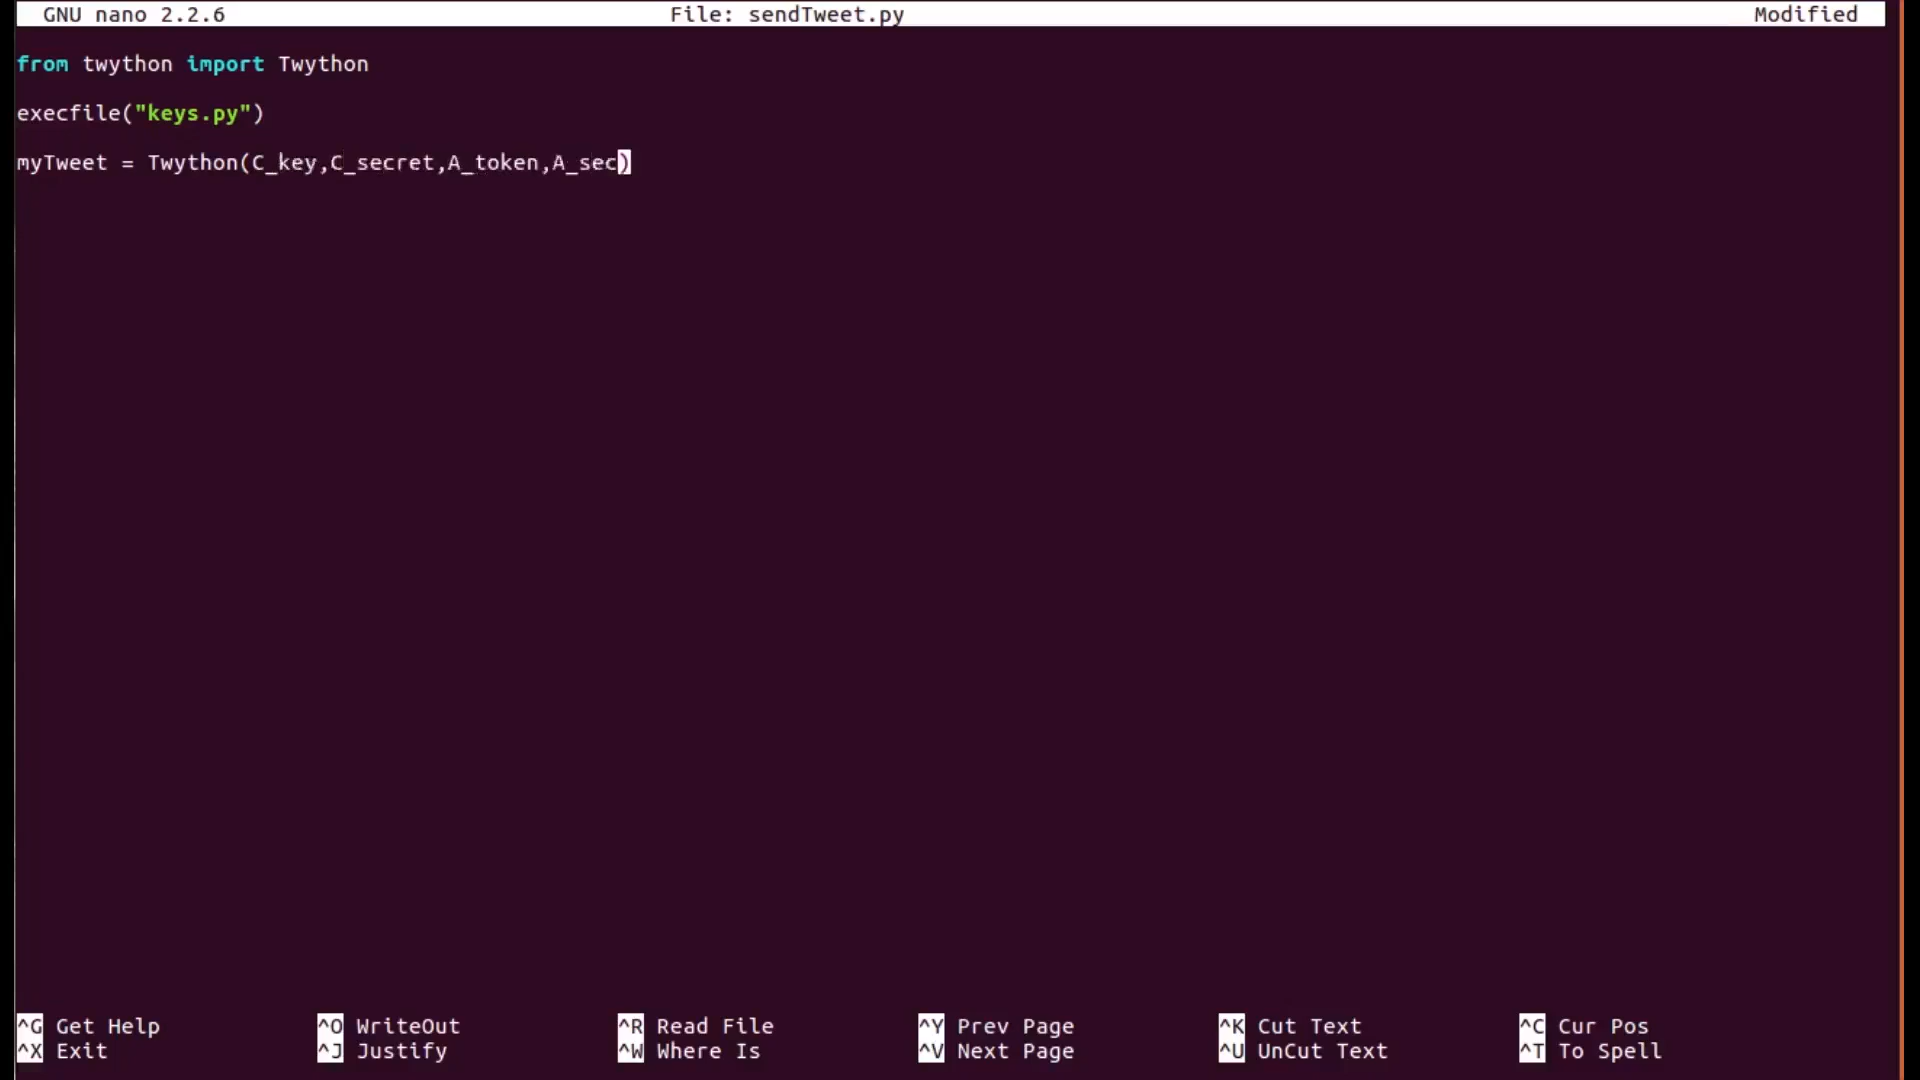 GNU nano 2.2.6 File: sendTweet.py Modified
from twython import Twython
execfile("keys.py")
myTweet = Twython(C_key,C_secret,A_token,A_sec)
^G Get Help ^O WriteOut ^R Read File ^Y Prev Page ^K Cut Text ^C Cur Pos
^X Exit ^J Justify ^W Where Is ^V Next Page ^U UnCut Text ^T To Spell